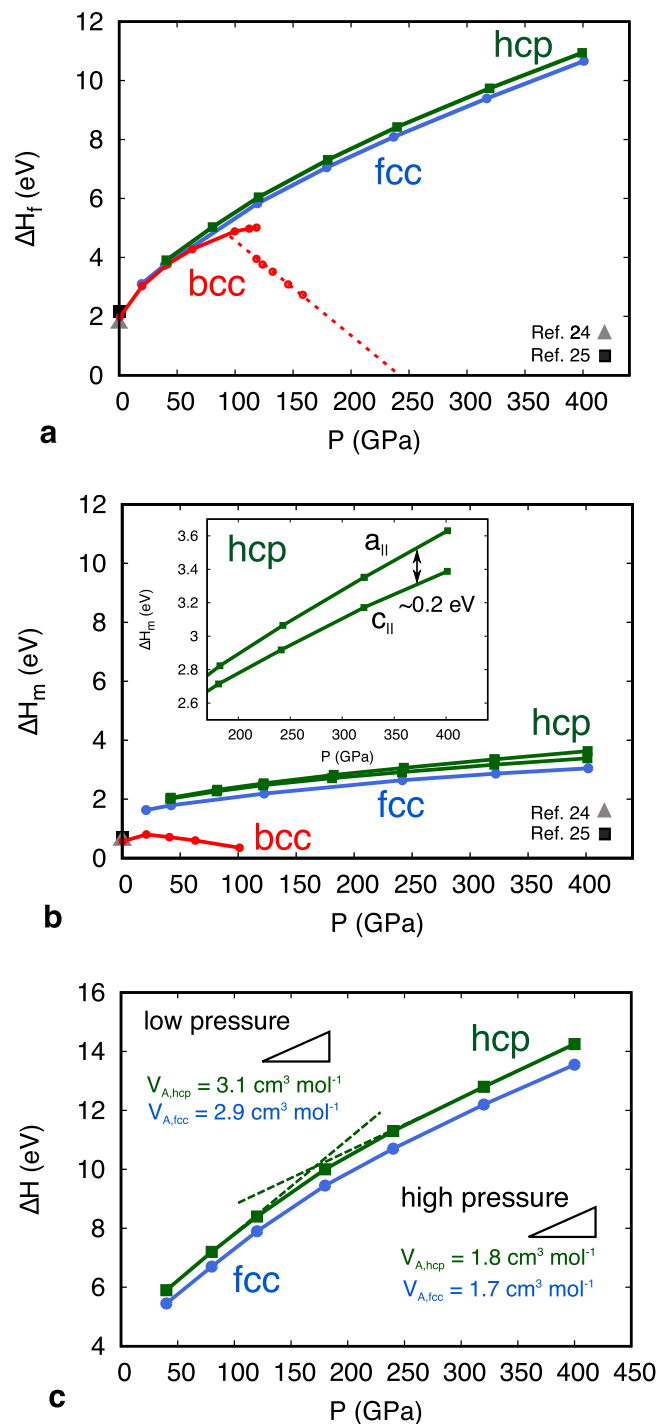 12
10
8
6
4
2
0
ΔH_f (eV)
hcp
fcc
bcc
Ref. 24
Ref. 25
0 50 100 150 200 250 300 350 400
P (GPa)
a
12
10
8
6
4
2
0
ΔH_m (eV)
hcp
3.6
3.4
3.2
3
2.8
2.6
ΔH_m (eV)
a_||
~0.2 eV
c_||
200 250 300 350 400
P (GPa)
hcp
fcc
bcc
Ref. 24
Ref. 25
0 50 100 150 200 250 300 350 400
P (GPa)
b
16
14
12
10
8
6
4
ΔH (eV)
low pressure
V_A,hcp = 3.1 cm³ mol⁻¹
V_A,fcc = 2.9 cm³ mol⁻¹
hcp
fcc
high pressure
V_A,hcp = 1.8 cm³ mol⁻¹
V_A,fcc = 1.7 cm³ mol⁻¹
0 50 100 150 200 250 300 350 400 450
P (GPa)
c